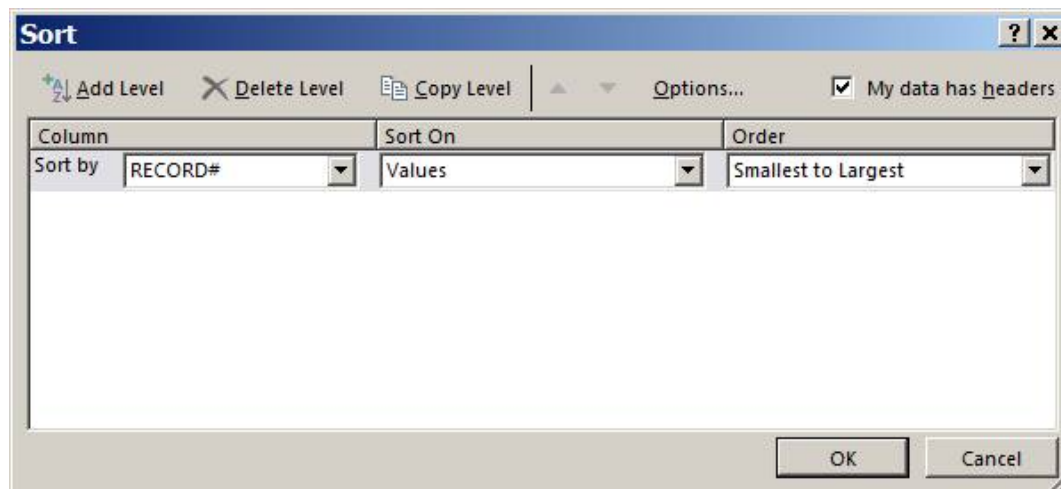 Sort
Add Level Delete Level Copy Level Options... My data has headers
Column Sort On Order
Sort by RECORD# Values Smallest to Largest
OK Cancel